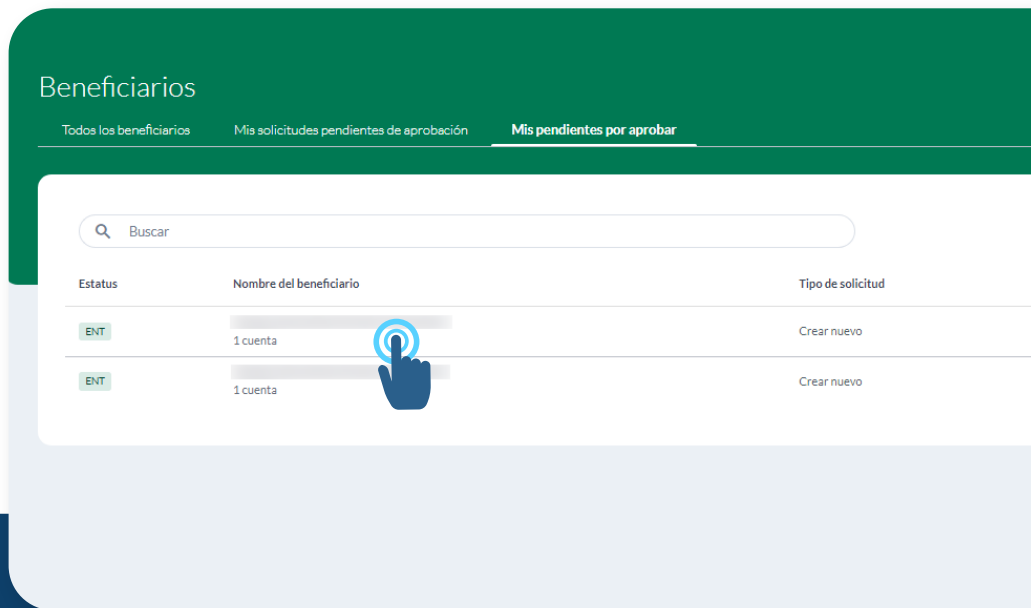 Beneficiarios
Todos los beneficiarios Mis solicitudes pendientes de aprobación Mis pendientes por aprobar
Buscar
Estatus Nombre del beneficiario Tipo de solicitud
ENT Crear nuevo
1 cuenta
ENT Crear nuevo
1 cuenta